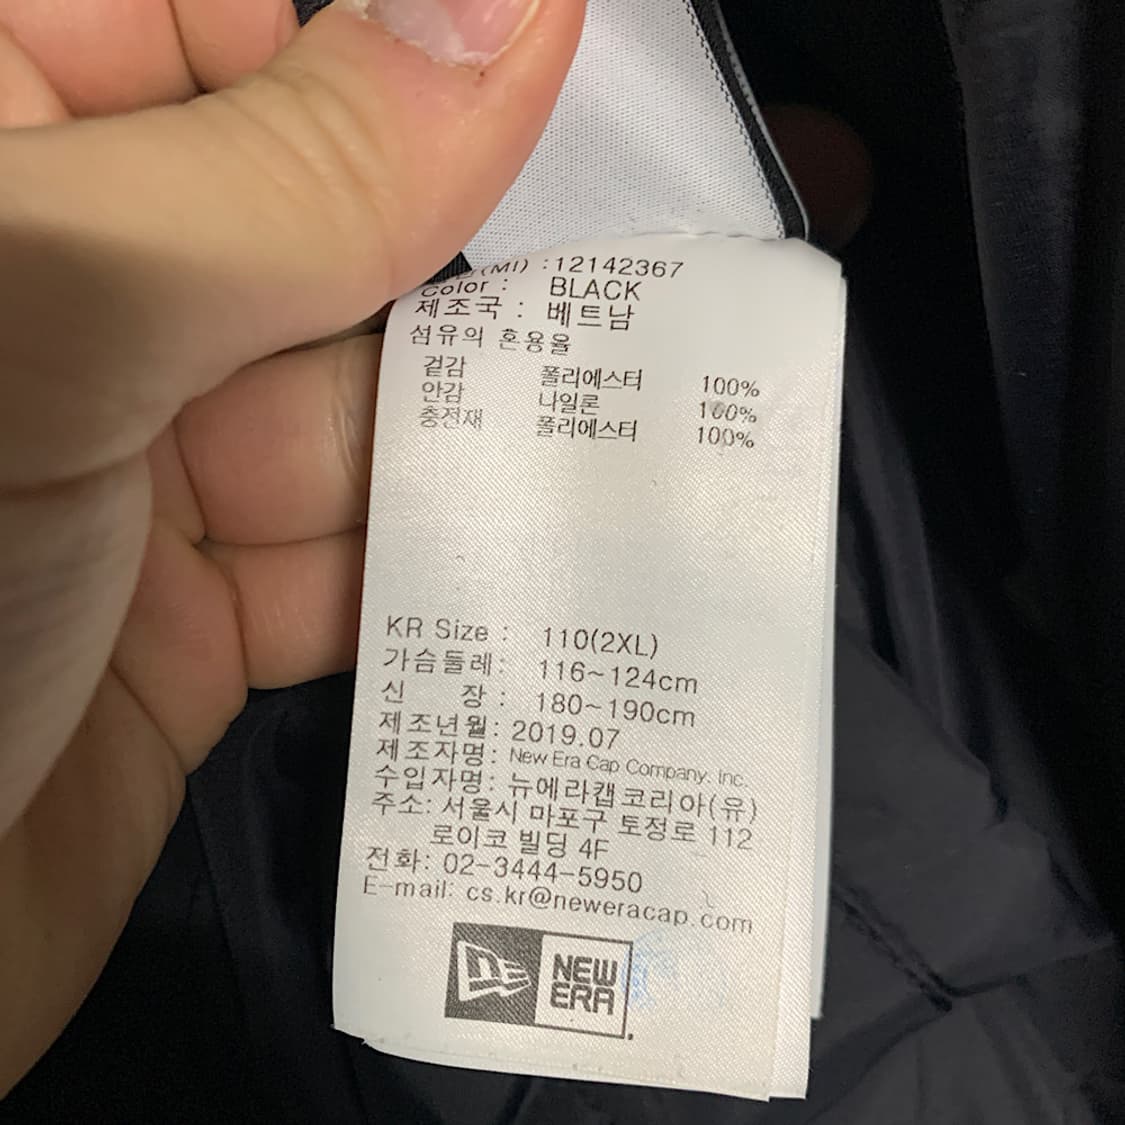 (MI) :12142367
Color : BLACK
제조국 : 베트남
섬유의 혼용율
겉감 폴리에스터 100%
안감 나일론 100%
충전재 폴리에스터 100%
KR Size : 110(2XL)
가슴둘레: 116~124cm
신 장 : 180~190cm
제조년월: 2019.07
제조자명: New Era Cap Company. Inc.
수입자명: 뉴에라캡코리아(유)
주소: 서울시 마포구 토정로 112
로이코 빌딩 4F
전화: 02-3444-5950
E-mail: cs.kr@neweracap.com
NEW
ERA